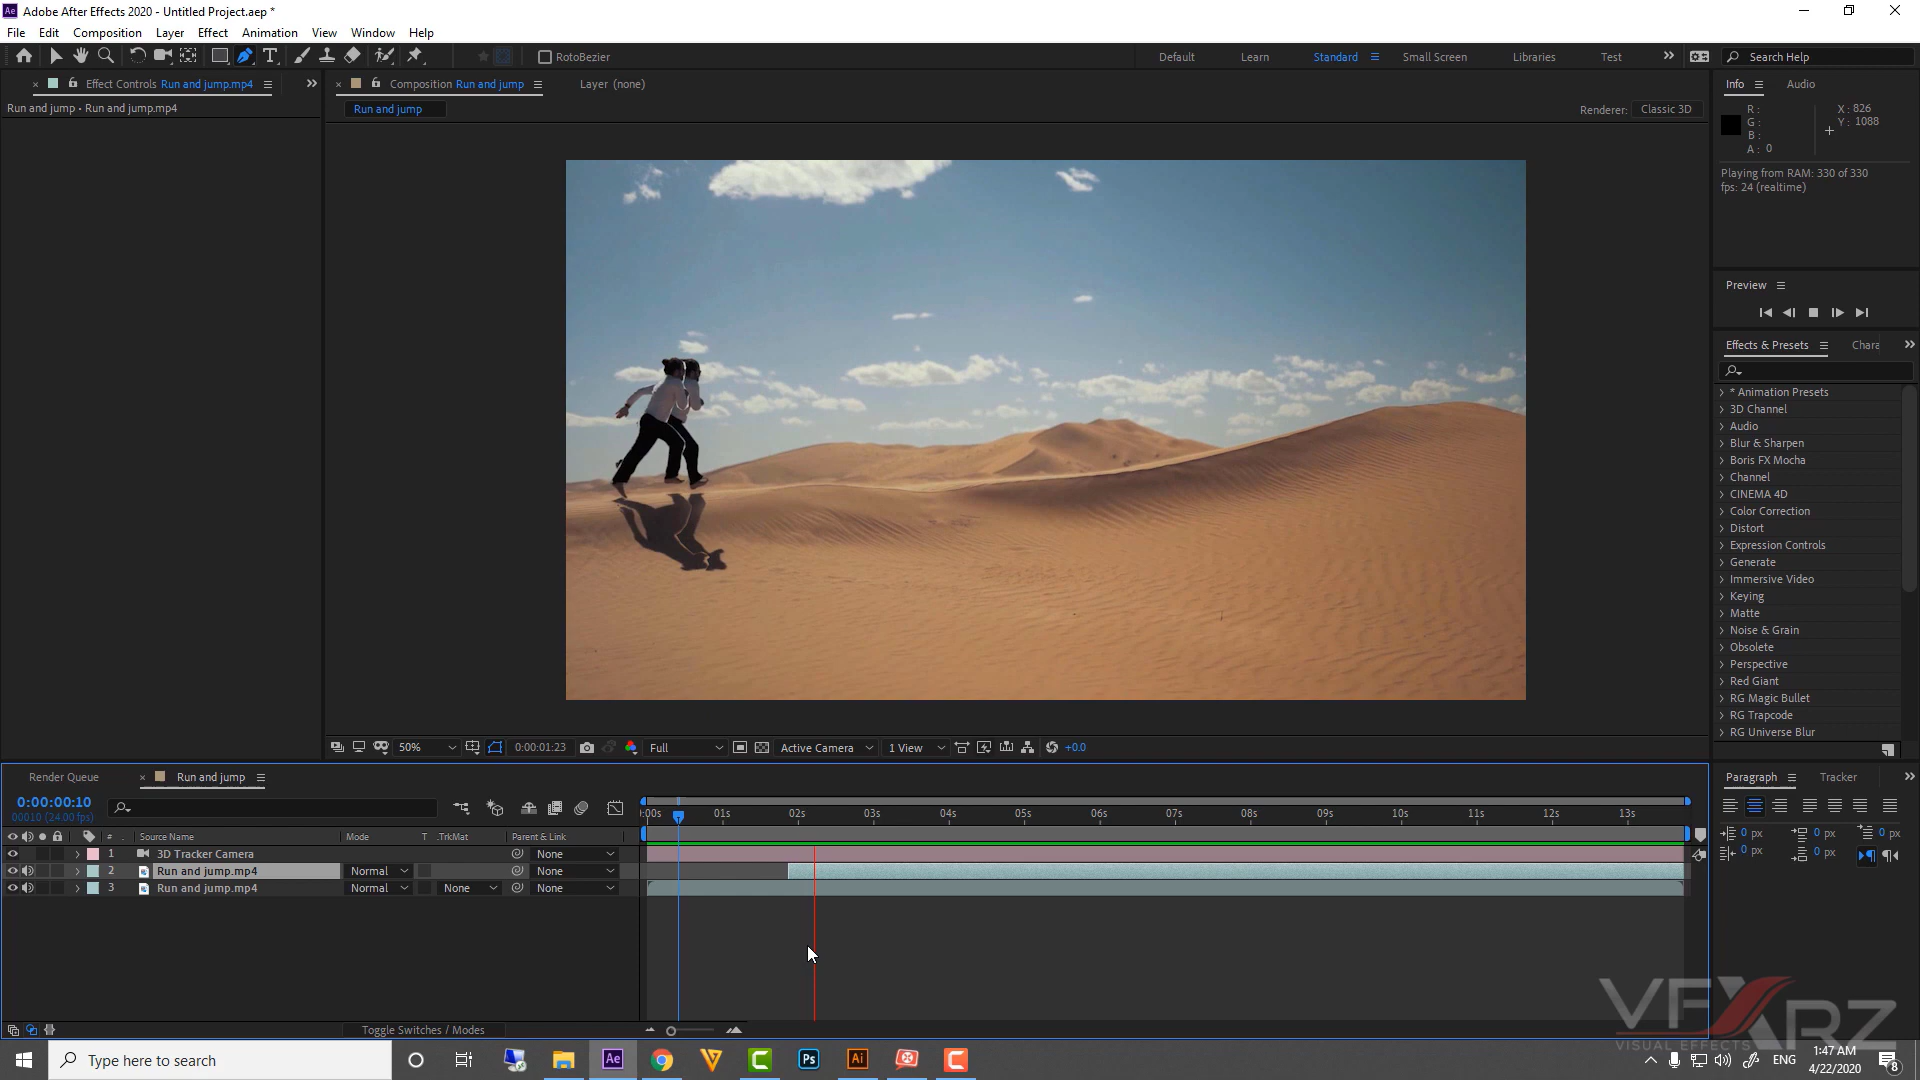 Adobe After Effects 2020 - Untitled Project.aep *
File Edit Composition Layer Effect Animation View Window Help
RotoBezier
Default Learn Standard Small Screen Libraries Test
Search Help
Effect Controls Run and jump.mp4
Composition Run and jump
Layer (none)
Run and jump • Run and jump.mp4
Run and jump
Renderer: Classic 3D
Info Audio
R :
G :
B :
A : 0
X : 826
Y : 1088
Playing from RAM: 330 of 330
fps: 24 (realtime)
Preview
Effects & Presets Chara
* Animation Presets
3D Channel
Audio
Blur & Sharpen
Boris FX Mocha
Channel
CINEMA 4D
Color Correction
Distort
Expression Controls
Generate
Immersive Video
Keying
Matte
Noise & Grain
Obsolete
Perspective
Red Giant
RG Magic Bullet
RG Trapcode
RG Universe Blur
50% 0:00:01:23 Full Active Camera 1 View +0.0
Render Queue Run and jump
0:00:00:10
00010 (24.00 fps)
:00s 01s 02s 03s 04s 05s 06s 07s 08s 09s 10s 11s 12s 13s
# . Source Name Mode T .TrkMat Parent & Link
1 3D Tracker Camera None
2 Run and jump.mp4 Normal None
3 Run and jump.mp4 Normal None None
Toggle Switches / Modes
Paragraph Tracker
0 px 0 px 0 px
0 px 0 px
VFXARZ
VISUAL EFFECTS
Type here to search
Ae Ps Ai
ENG 1:47 AM
4/22/2020
8